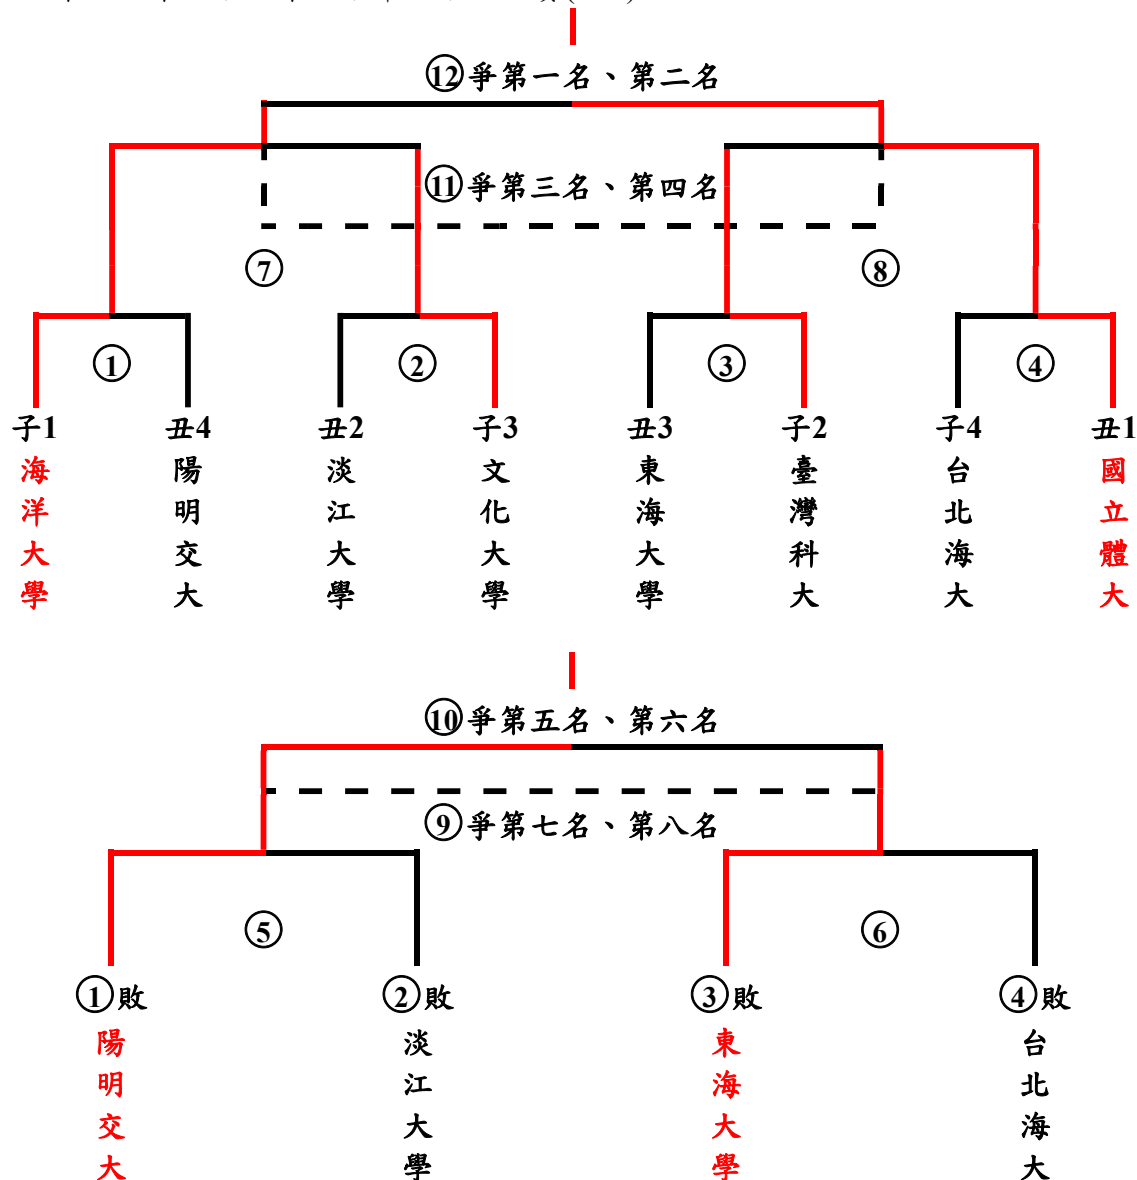 ⑫爭第一名、第二名
⑪爭第三名、第四名
⑦ ⑧
① ② ③ ④
子1 丑4 丑2 子3 丑3 子2 子4 丑1
海洋大學 陽明交大 淡江大學 文化大學 東海大學 臺灣科大 台北海大 國立體大
⑩爭第五名、第六名
⑨爭第七名、第八名
⑤ ⑥
①敗 ②敗 ③敗 ④敗
陽明交大 淡江大學 東海大學 台北海大